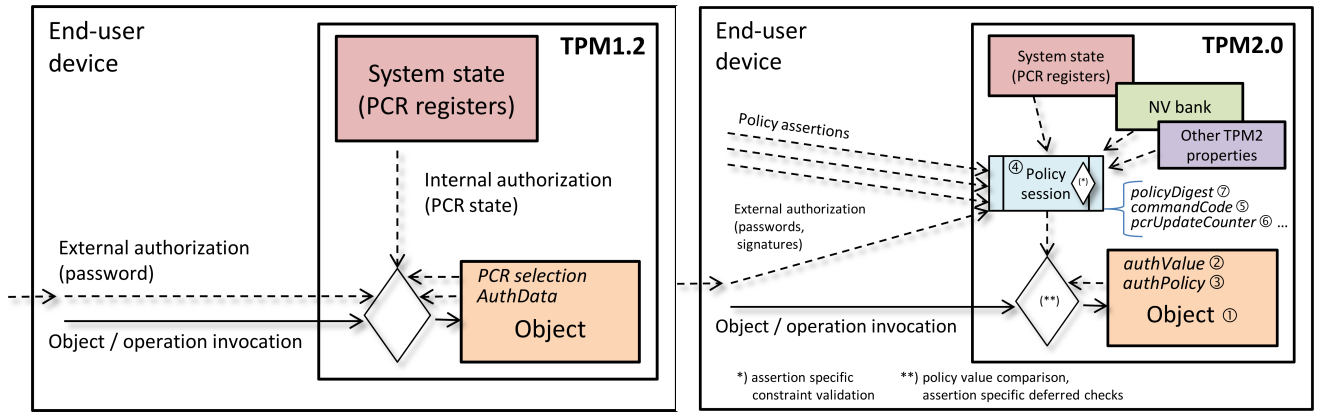 End-user
device
TPM1.2
System state
(PCR registers)
Internal authorization
(PCR state)
External authorization
(password)
PCR selection
AuthData
Object
Object / operation invocation
End-user
device
TPM2.0
System state
(PCR registers)
NV bank
Other TPM2
properties
Policy assertions
④ Policy
session
(*)
policyDigest ⑦
commandCode ⑤
pcrUpdateCounter ⑥ ...
External authorization
(passwords,
signatures)
authValue ②
authPolicy ③
Object ①
(**)
Object / operation invocation
*) assertion specific
constraint validation
**) policy value comparison,
assertion specific deferred checks